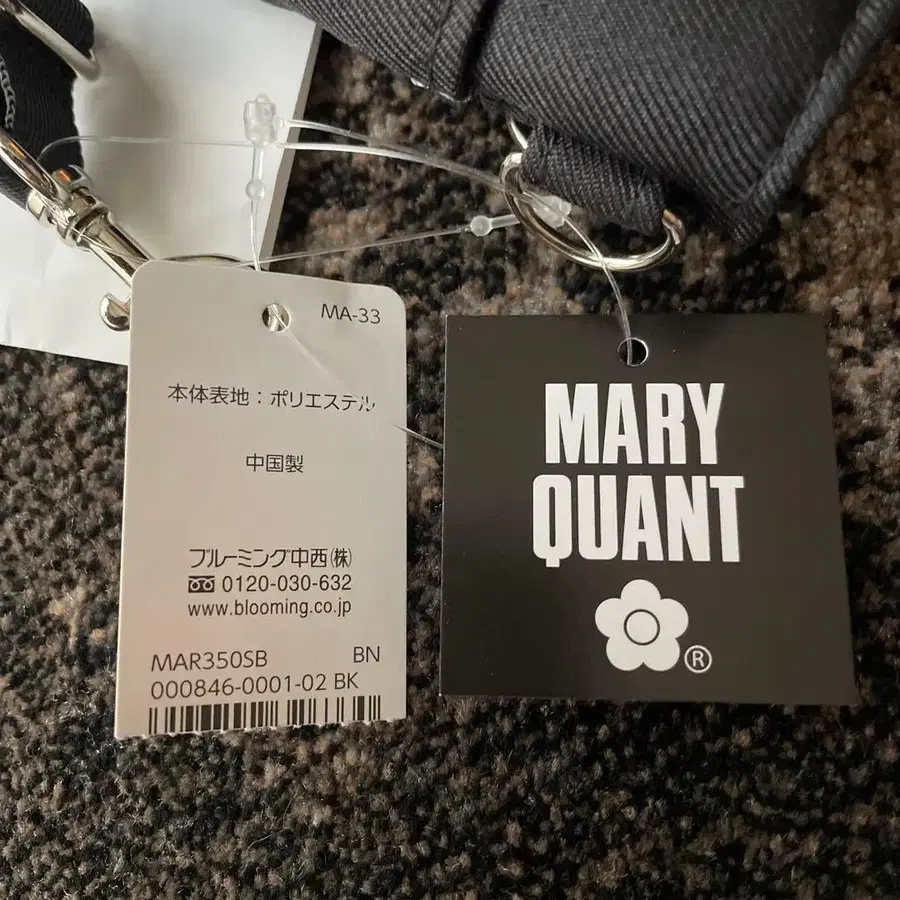 MA-33
本体表地：ポリエステル
中国製
ブルーミング中西㈱
0120-030-632
www.blooming.co.jp
MAR350SB BN
000846-0001-02 BK
MARY
QUANT
®